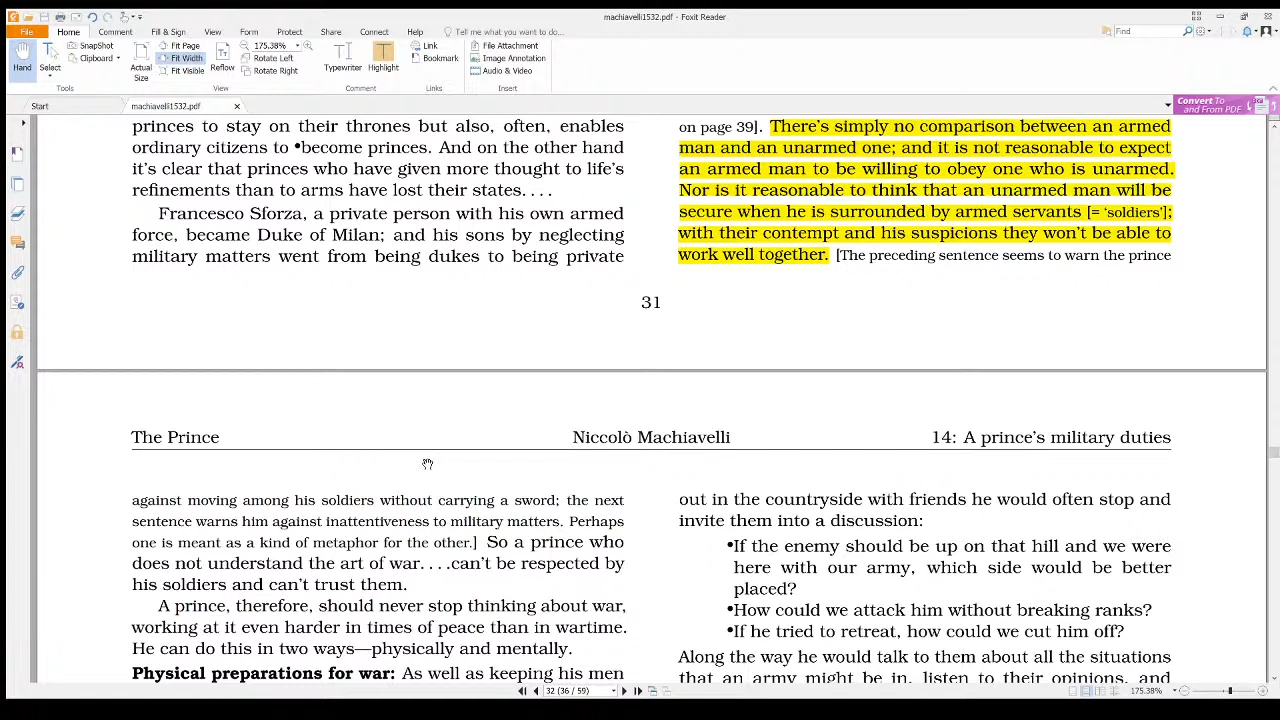 machiavelli1532.pdf - Foxit Reader
File Home Comment Fill & Sign View Form Protect Share Connect Help Tell me what you want to do... Find
Hand
Select
SnapShot
Clipboard
Actual Size
Fit Page
Fit Width
Fit Visible
Reflow
175.38%
Rotate Left
Rotate Right
Typewriter
Highlight
Link
Bookmark
File Attachment
Image Annotation
Audio & Video
Tools View Comment Links Insert
Start machiavelli1532.pdf
Convert To
and From PDF
princes to stay on their thrones but also, often, enables
ordinary citizens to •become princes. And on the other hand
it's clear that princes who have given more thought to life's
refinements than to arms have lost their states. . . .
Francesco Sforza, a private person with his own armed
force, became Duke of Milan; and his sons by neglecting
military matters went from being dukes to being private
on page 39]. There's simply no comparison between an armed
man and an unarmed one; and it is not reasonable to expect
an armed man to be willing to obey one who is unarmed.
Nor is it reasonable to think that an unarmed man will be
secure when he is surrounded by armed servants [= 'soldiers'];
with their contempt and his suspicions they won't be able to
work well together. [The preceding sentence seems to warn the prince
31
The Prince Niccolò Machiavelli 14: A prince's military duties
against moving among his soldiers without carrying a sword; the next
sentence warns him against inattentiveness to military matters. Perhaps
one is meant as a kind of metaphor for the other.] So a prince who
does not understand the art of war. . . .can't be respected by
his soldiers and can't trust them.
A prince, therefore, should never stop thinking about war,
working at it even harder in times of peace than in wartime.
He can do this in two ways—physically and mentally.
Physical preparations for war: As well as keeping his men
out in the countryside with friends he would often stop and
invite them into a discussion:
•If the enemy should be up on that hill and we were
here with our army, which side would be better
placed?
•How could we attack him without breaking ranks?
•If he tried to retreat, how could we cut him off?
Along the way he would talk to them about all the situations
that an army might be in, listen to their opinions, and
32 (36 / 59) 175.38%